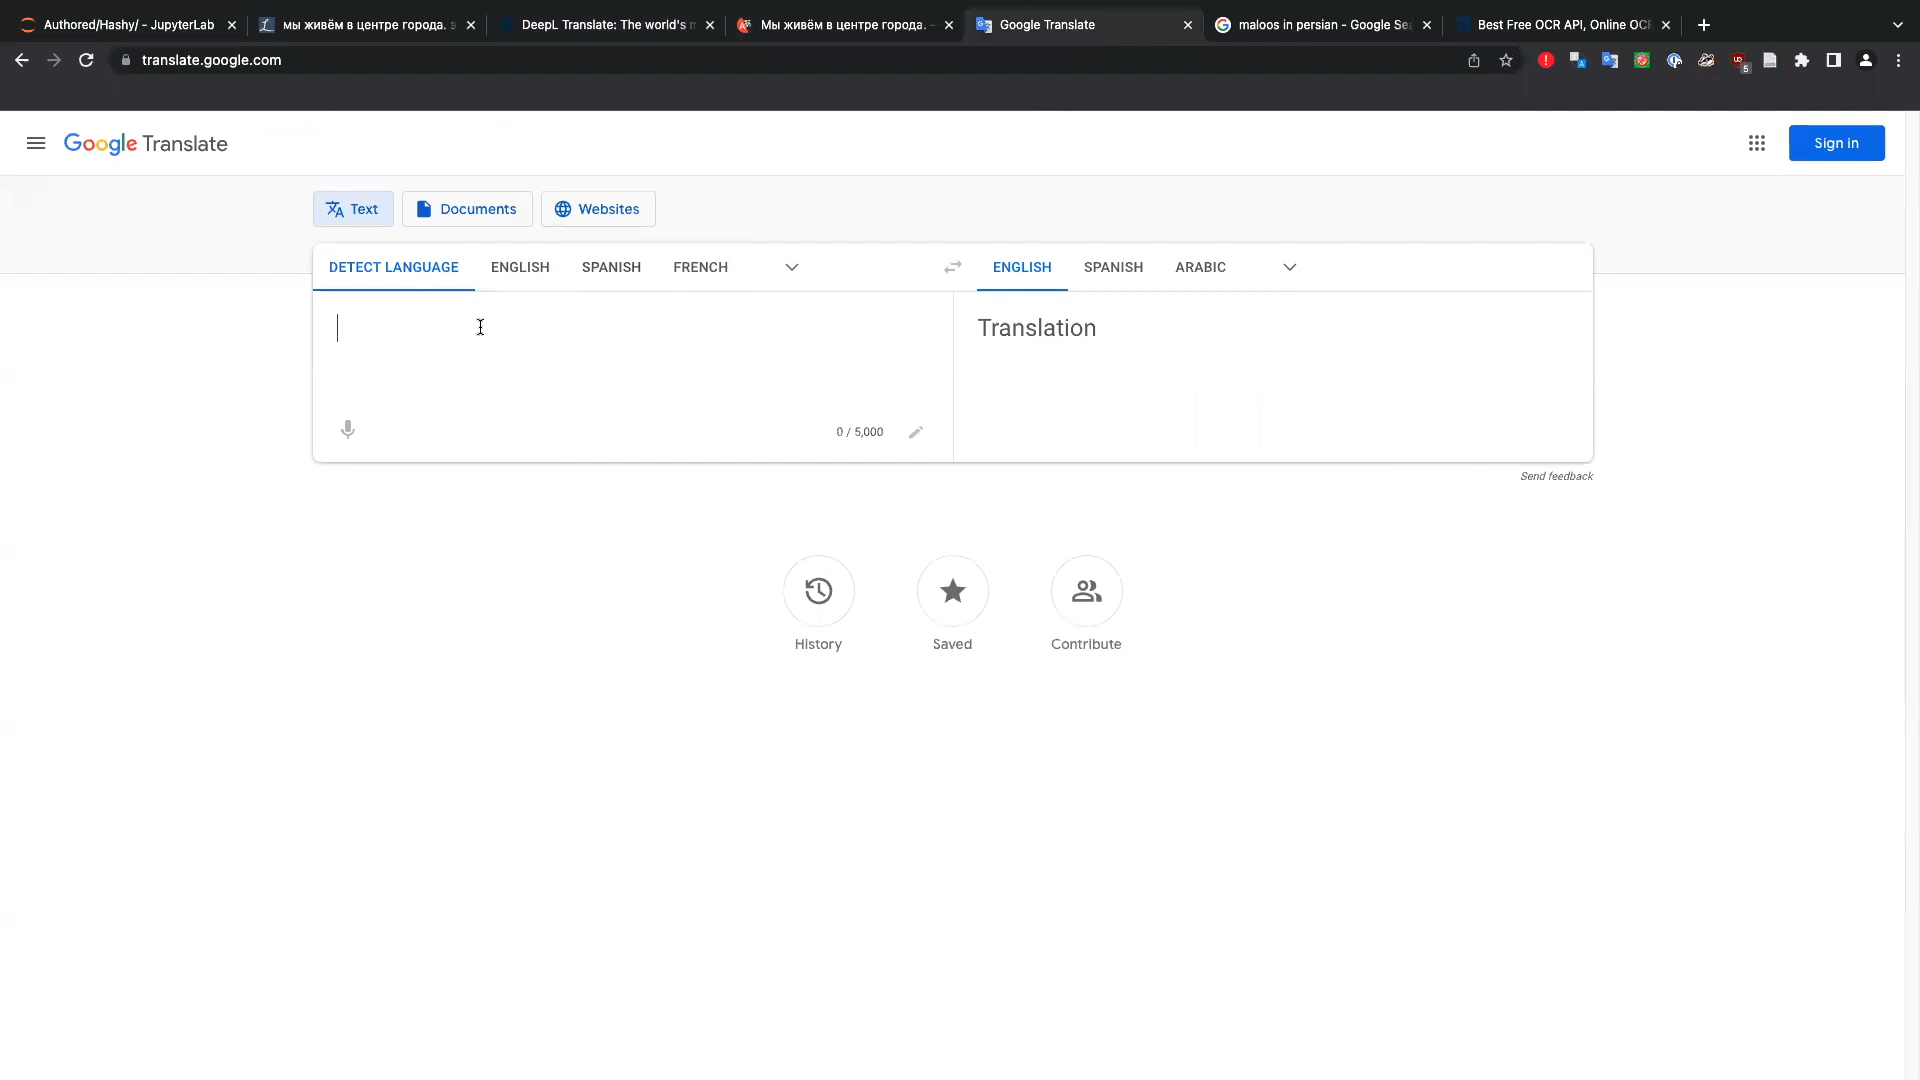 Authored/Hashy/ - JupyterLab
мы живём в центре города.
DeepL Translate: The world's
Мы живём в центре города. -
Google Translate
maloos in persian - Google Se
Best Free OCR API, Online OC
translate.google.com
5
Google Translate
Sign in
Text
Documents
Websites
DETECT LANGUAGE
ENGLISH
SPANISH
FRENCH
ENGLISH
SPANISH
ARABIC
Translation
0 / 5,000
Send feedback
History
Saved
Contribute